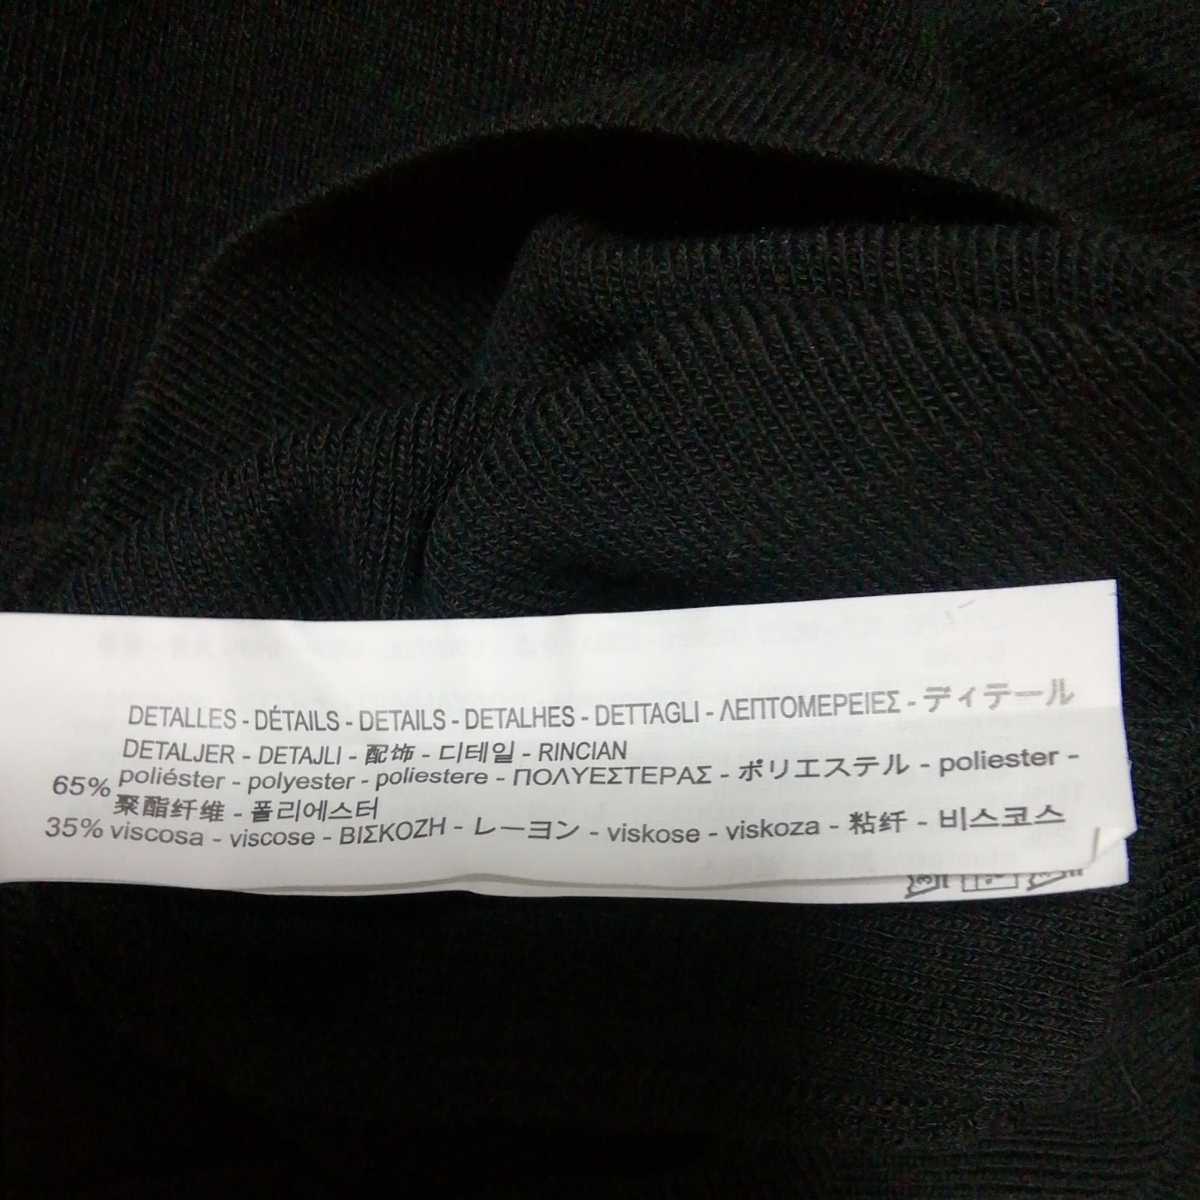 DETALLES - DÉTAILS - DETAILS - DETALHES - DETTAGLI - ΛΕΠΤΟΜΕΡΕΙΕΣ - ディテール
DETALJER - DETAJLI - 配饰 - 디테일 - RINCIAN
65% poliéster - polyester - poliestere - ΠΟΛΥΕΣΤΕΡΑΣ - ポリエステル - poliester -
聚酯纤维 - 폴리에스터
35% viscosa - viscose - ΒΙΣΚΟΖΗ - レーヨン - viskose - viskoza - 粘纤 - 비스코스